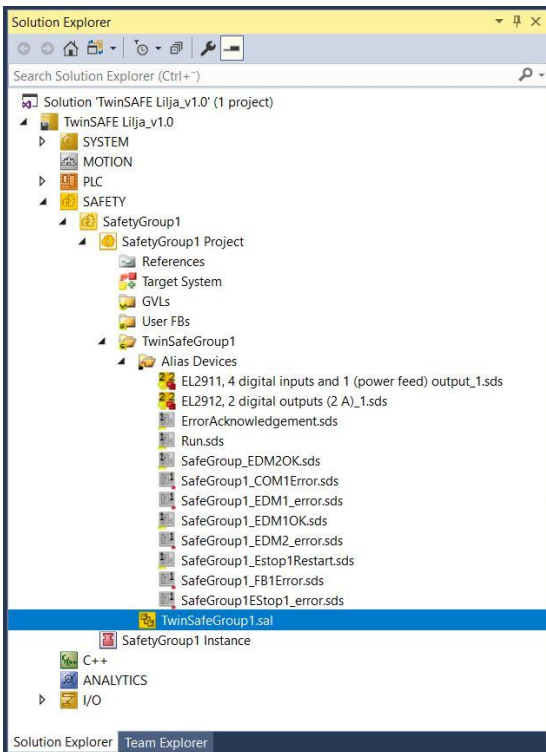 Solution Explorer
Search Solution Explorer (Ctrl+¨)
Solution 'TwinSAFE Lilja_v1.0' (1 project)
TwinSAFE Lilja_v1.0
SYSTEM
MOTION
PLC
SAFETY
SafetyGroup1
SafetyGroup1 Project
References
Target System
GVLs
User FBs
TwinSafeGroup1
Alias Devices
EL2911, 4 digital inputs and 1 (power feed) output_1.sds
EL2912, 2 digital outputs (2 A)_1.sds
ErrorAcknowledgement.sds
Run.sds
SafeGroup_EDM2OK.sds
SafeGroup1_COM1Error.sds
SafeGroup1_EDM1_error.sds
SafeGroup1_EDM1OK.sds
SafeGroup1_EDM2_error.sds
SafeGroup1_Estop1Restart.sds
SafeGroup1_FB1Error.sds
SafeGroup1EStop1_error.sds
TwinSafeGroup1.sal
SafetyGroup1 Instance
C++
ANALYTICS
I/O
Solution Explorer Team Explorer